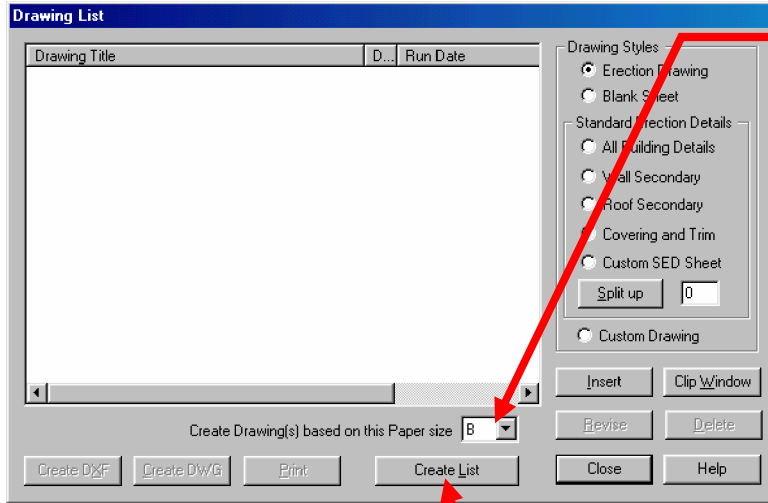 Drawing List
Drawing Title D... Run Date
Create Drawing(s) based on this Paper size B
Create DXF Create DWG Print Create List
Drawing Styles
Erection Drawing
Blank Sheet
Standard Erection Details
All Building Details
Wall Secondary
Roof Secondary
Covering and Trim
Custom SED Sheet
Split up 0
Custom Drawing
Insert Clip Window
Revise Delete
Close Help